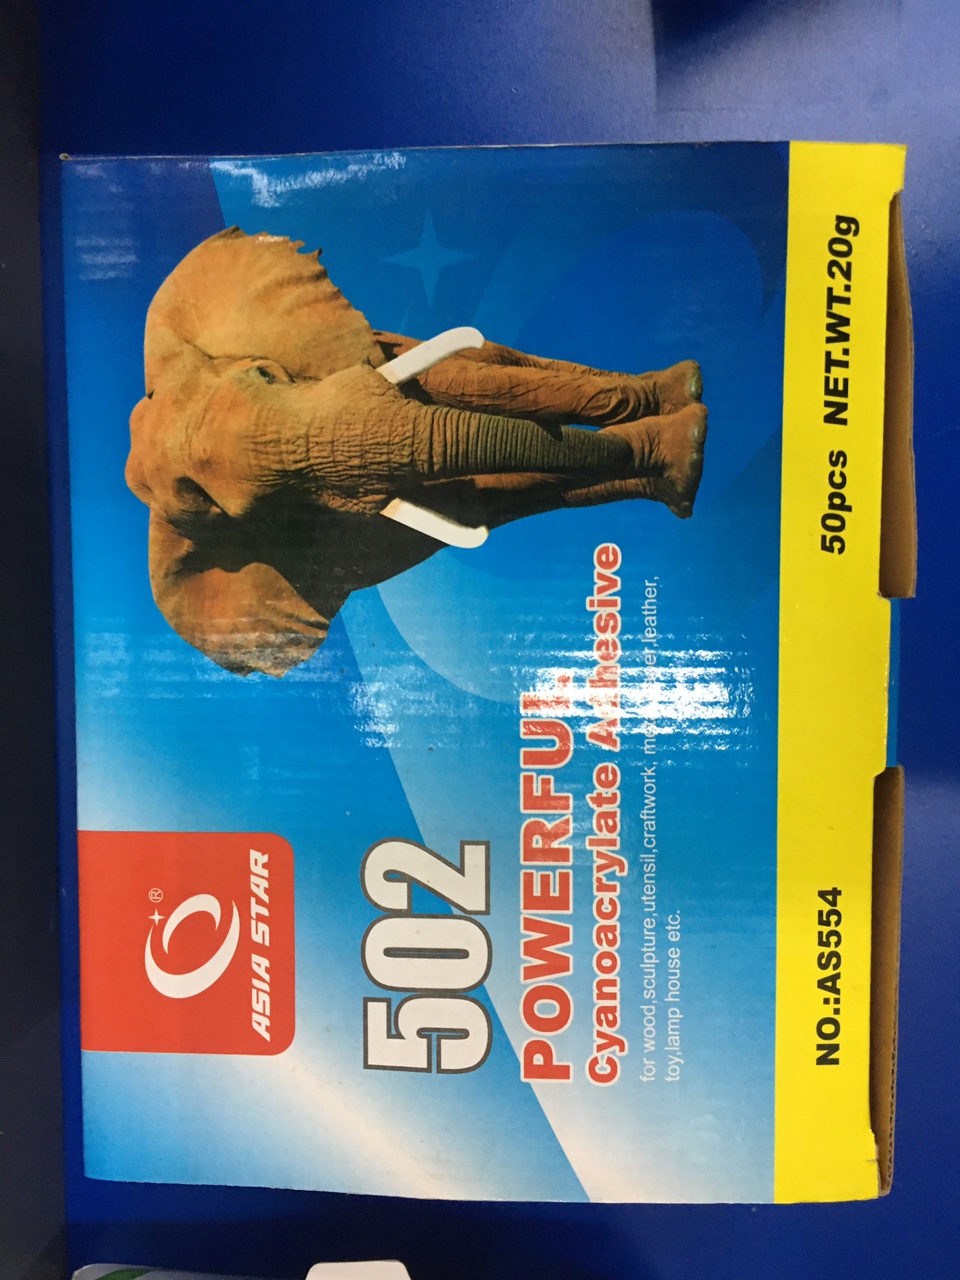 ®
ASIA STAR
502
POWERFUL
Cyanoacrylate Adhesive
for wood,sculpture,utensil,craftwork, leather,
toy,lamp house etc.
NO.:AS554 50pcs NET.WT.20g